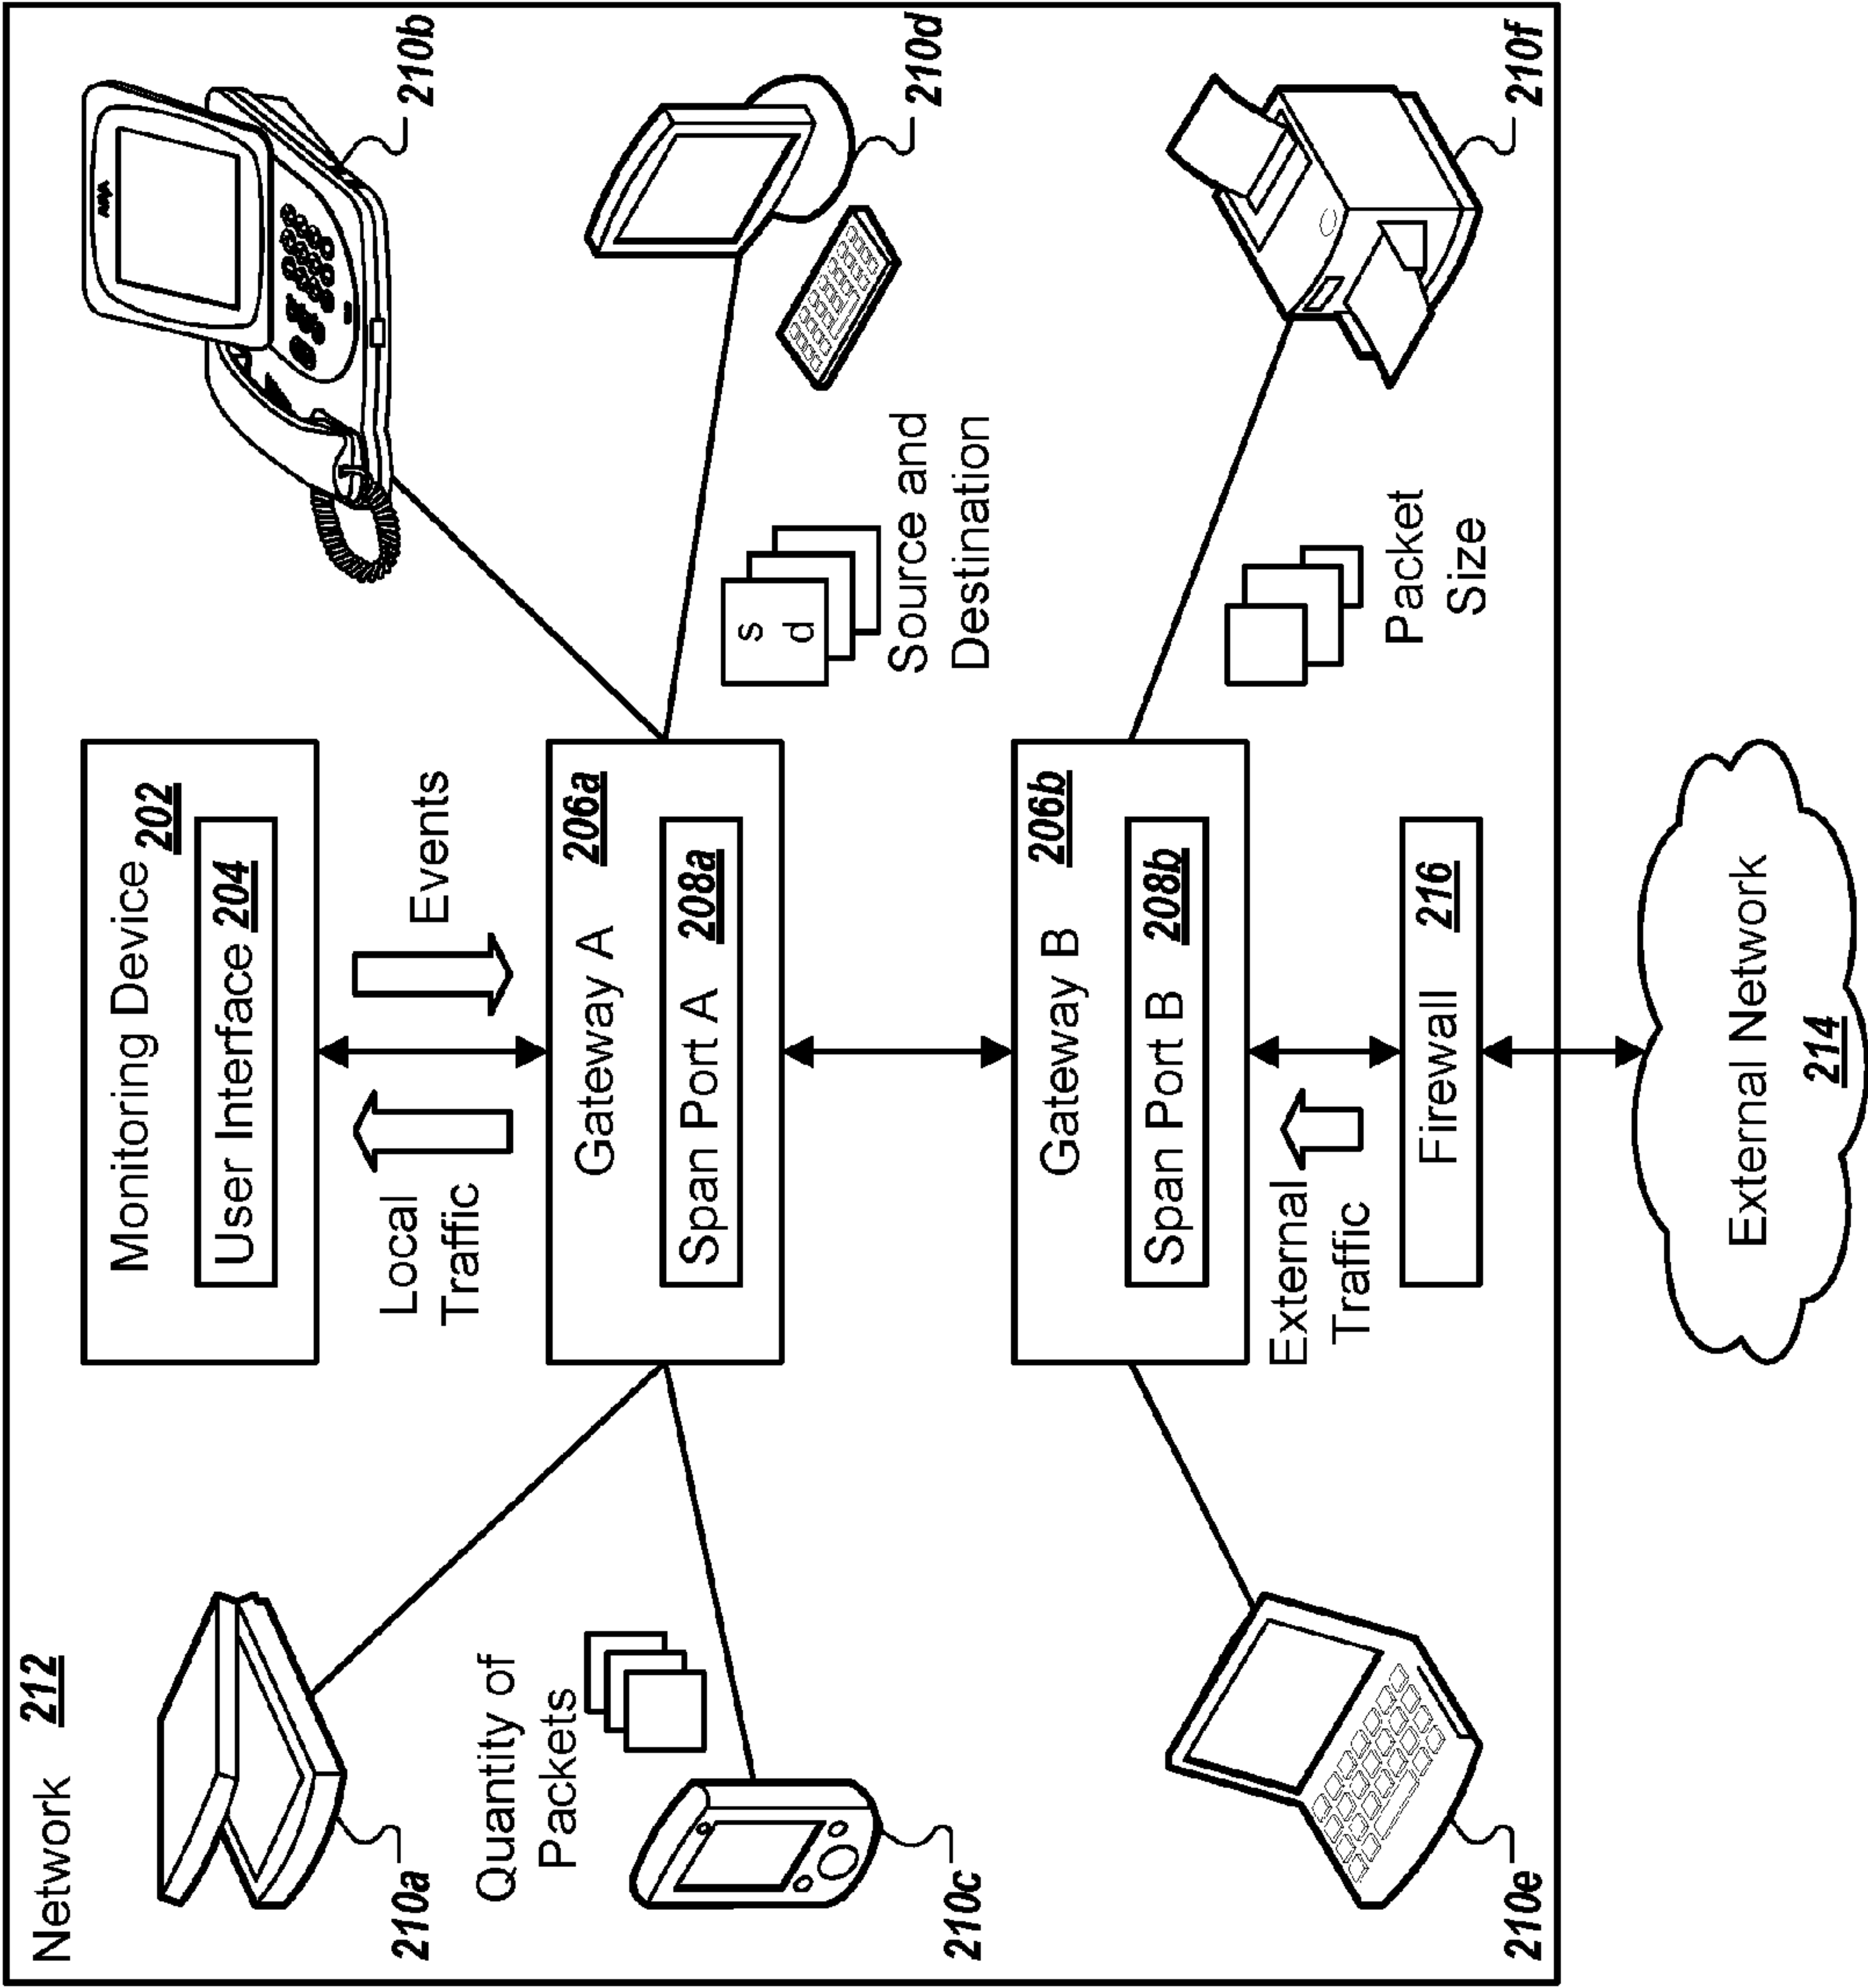 Network 212
Monitoring Device 202
User Interface 204
210a
210b
Local
Traffic
Events
Quantity of
Packets
Gateway A 206a
Span Port A 208a
s
d
Source and
Destination
210c
210d
Gateway B 206b
Span Port B 208b
External
Traffic
Packet
Size
Firewall 216
210e
210f
External Network
214